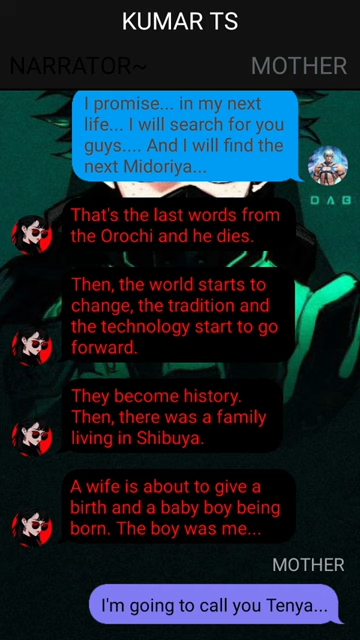 KUMAR TS
NARRATOR~ MOTHER
I promise... in my next
life... I will search for you
guys.... And I will find the
next Midoriya...
DAB
That's the last words from
the Orochi and he dies.
Then, the world starts to
change, the tradition and
the technology start to go
forward.
They become history.
Then, there was a family
living in Shibuya.
A wife is about to give a
birth and a baby boy being
born. The boy was me...
MOTHER
I'm going to call you Tenya...